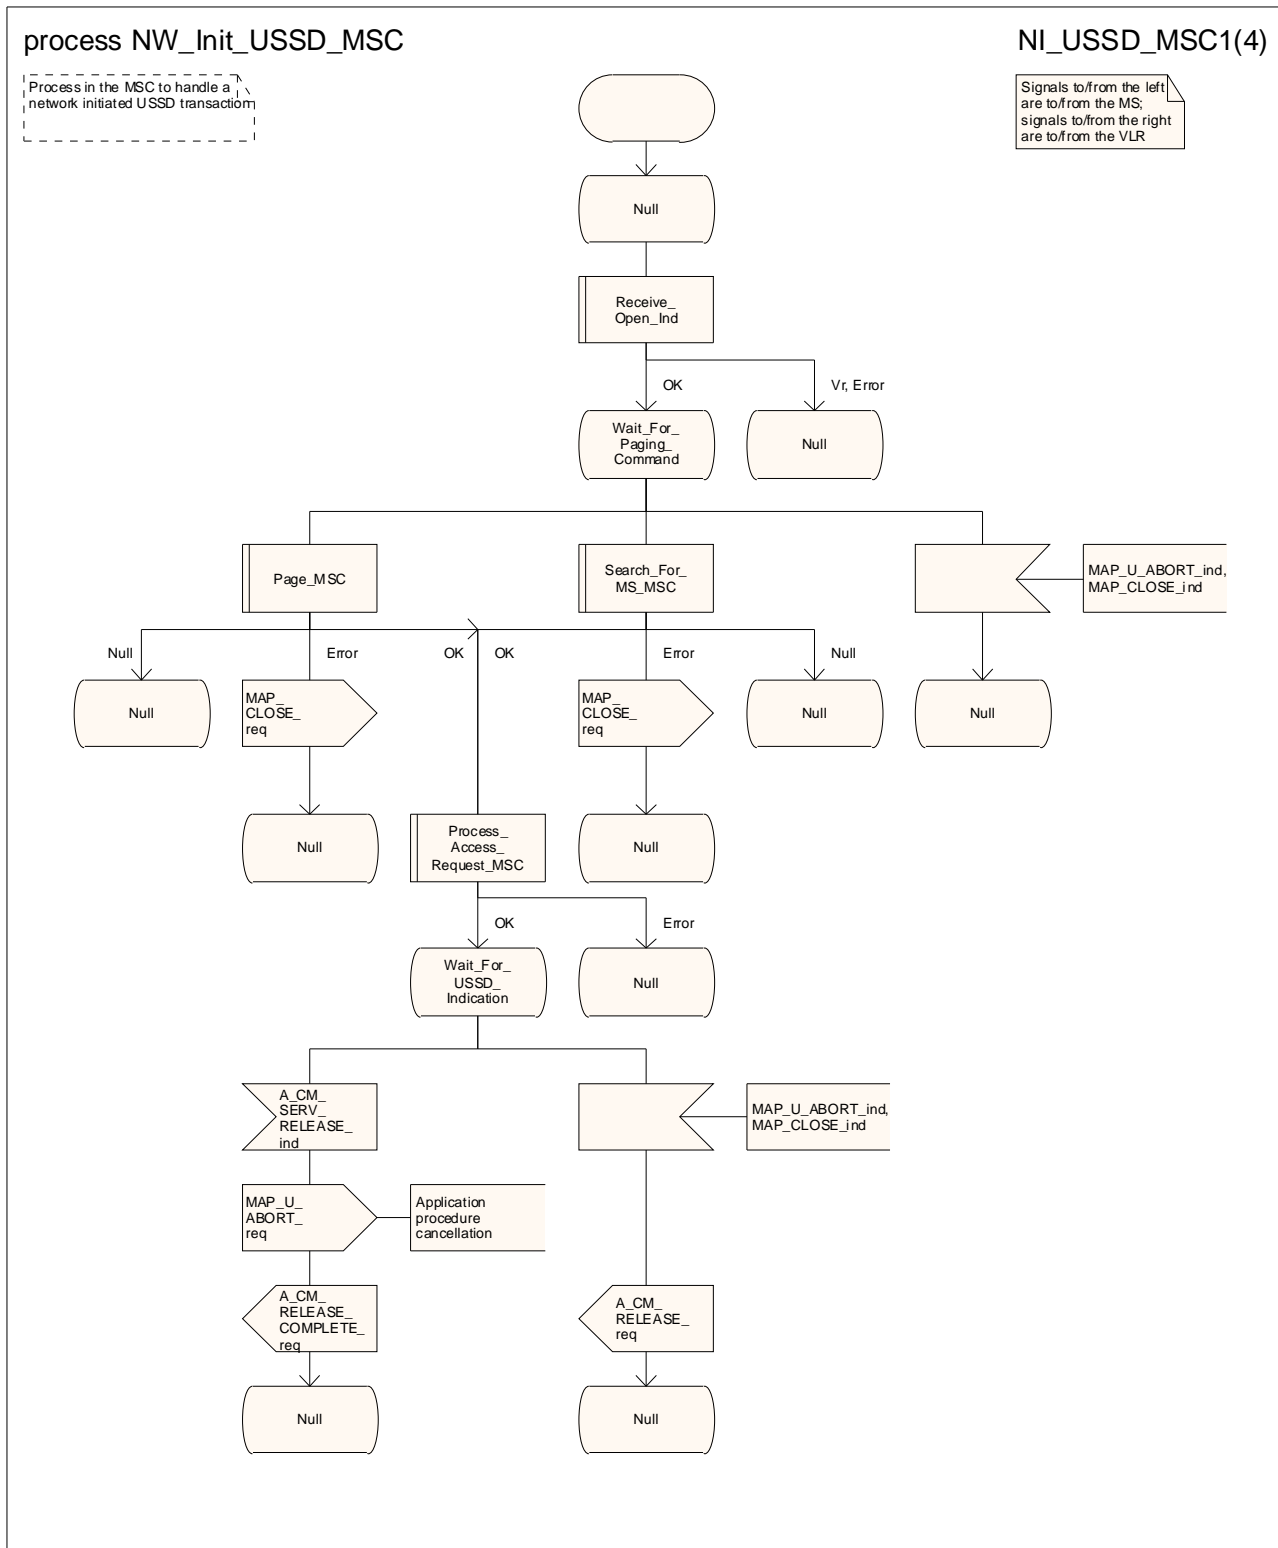 process NW_Init_USSD_MSC
NI_USSD_MSC1(4)
Process in the MSC to handle a
network initiated USSD transaction
Signals to/from the left
are to/from the MS;
signals to/from the right
are to/from the VLR
Null
Receive_
Open_Ind
OK
Vr, Error
Wait_For_
Paging_
Command
Null
Page_MSC
Search_For_
MS_MSC
MAP_U_ABORT_ind,
MAP_CLOSE_ind
Null
Error
OK
OK
Error
Null
Null
MAP_
CLOSE_
req
MAP_
CLOSE_
req
Null
Null
Null
Process_
Access_
Request_MSC
Null
OK
Error
Wait_For_
USSD_
Indication
Null
A_CM_
SERV_
RELEASE_
ind
MAP_U_ABORT_ind,
MAP_CLOSE_ind
MAP_U_
ABORT_
req
Application
procedure
cancellation
A_CM_
RELEASE_
COMPLETE_
req
A_CM_
RELEASE_
req
Null
Null